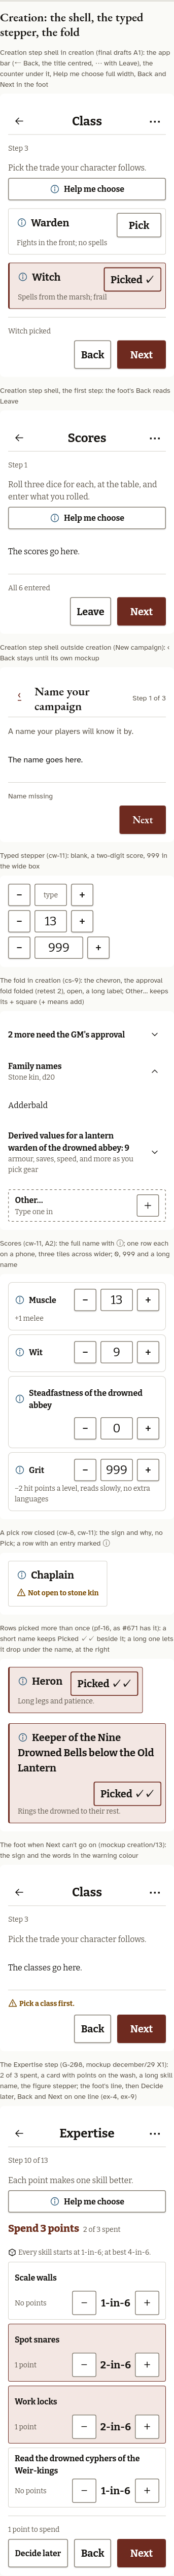 Creation: the shell, the typed
stepper, the fold
Creation step shell in creation (final drafts A1): the app
bar (← Back, the title centred, ··· with Leave), the
counter under it, Help me choose full width, Back and
Next in the foot
← Class ···
Step 3
Pick the trade your character follows.
ⓘ Help me choose
ⓘ Warden
Pick
Fights in the front; no spells
ⓘ Witch
Picked ✓
Spells from the marsh; frail
Witch picked
Back Next
Creation step shell, the first step: the foot's Back reads
Leave
← Scores ···
Step 1
Roll three dice for each, at the table, and
enter what you rolled.
ⓘ Help me choose
The scores go here.
All 6 entered
Leave Next
Creation step shell outside creation (New campaign): ‹
Back stays until its own mockup
‹ Name your
campaign
Step 1 of 3
A name your players will know it by.
The name goes here.
Name missing
Next
Typed stepper (cw-11): blank, a two-digit score, 999 in
the wide box
− type +
− 13 +
− 999 +
The fold in creation (cs-9): the chevron, the approval
fold folded (retest 2), open, a long label; Other... keeps
its + square (+ means add)
2 more need the GM's approval
Family names
Stone kin, d20
Adderbald
Derived values for a lantern
warden of the drowned abbey: 9
armour, saves, speed, and more as you
pick gear
Other...
Type one in
+
Scores (cw-11, A2): the full name with ⓘ; one row each
on a phone, three tiles across wider; 0, 999 and a long
name
ⓘ Muscle − 13 +
+1 melee
ⓘ Wit − 9 +
ⓘ Steadfastness of the drowned
abbey
− 0 +
ⓘ Grit − 999 +
−2 hit points a level, reads slowly, no extra
languages
A pick row closed (cw-8, cw-11): the sign and why, no
Pick; a row with an entry marked ⓘ
ⓘ Chaplain
⚠ Not open to stone kin
Rows picked more than once (pf-16, as #671 has it): a
short name keeps Picked ✓✓ beside it; a long one lets
it drop under the name, at the right
ⓘ Heron
Picked ✓✓
Long legs and patience.
ⓘ Keeper of the Nine
Drowned Bells below the Old
Lantern
Picked ✓✓
Rings the drowned to their rest.
The foot when Next can't go on (mockup creation/13):
the sign and the words in the warning colour
← Class ···
Step 3
Pick the trade your character follows.
The classes go here.
⚠ Pick a class first.
Back Next
The Expertise step (G-208, mockup december/29 X1):
2 of 3 spent, a card with points on the wash, a long skill
name, the figure stepper; the foot's line, then Decide
later, Back and Next on one line (ex-4, ex-9)
← Expertise ···
Step 10 of 13
Each point makes one skill better.
ⓘ Help me choose
Spend 3 points 2 of 3 spent
Every skill starts at 1-in-6; at best 4-in-6.
Scale walls
No points − 1-in-6 +
Spot snares
1 point − 2-in-6 +
Work locks
1 point − 2-in-6 +
Read the drowned cyphers of the
Weir-kings
No points − 1-in-6 +
1 point to spend
Decide later Back Next